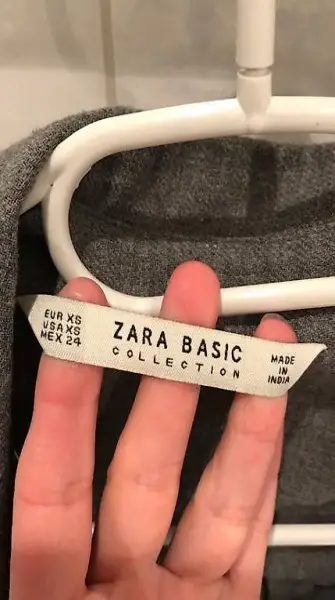 EUR XS
USA XS
MEX 24
ZARA BASIC
COLLECTION
MADE
IN
INDIA